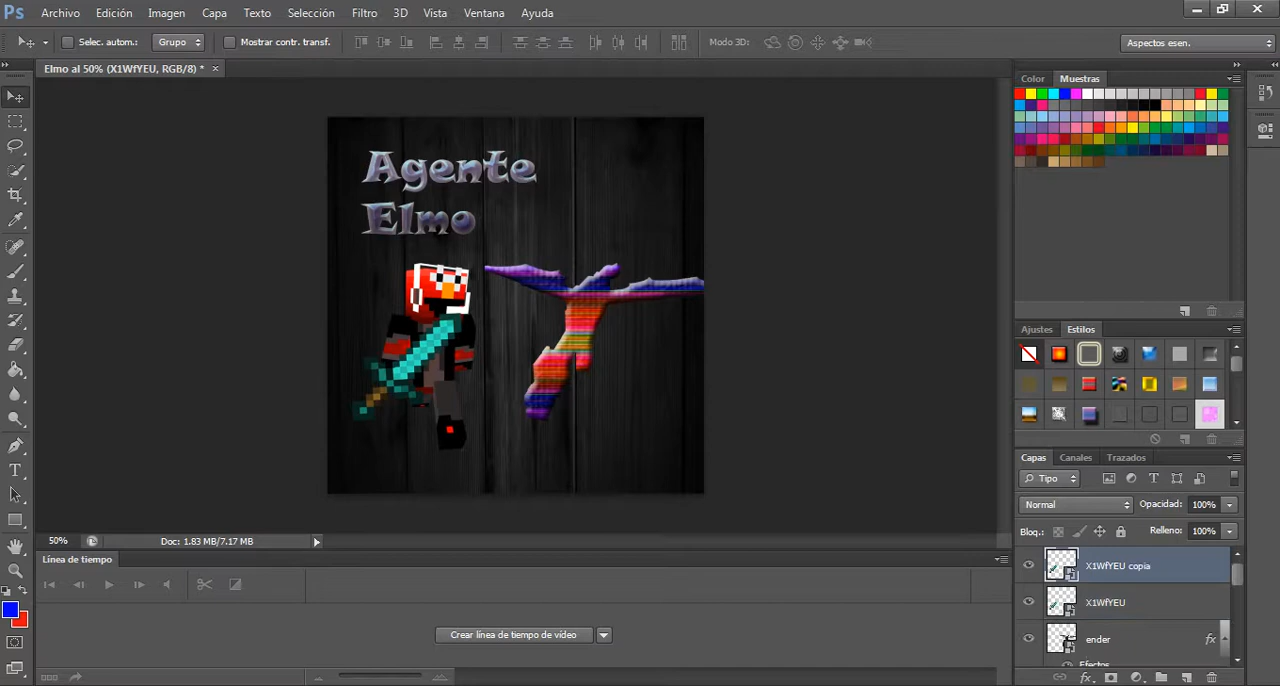 Ps Archivo Edición Imagen Capa Texto Selección Filtro 3D Vista Ventana Ayuda
Selec. autom.: Grupo Mostrar contr. transf. Modo 3D: Aspectos esen.
Elmo al 50% (X1WfYEU, RGB/8) * ×
Color Muestras
Agente
Elmo
Ajustes Estilos
Capas Canales Trazados
Tipo
Normal Opacidad: 100%
Bloq.: Relleno: 100%
X1WfYEU copia
X1WfYEU
ender fx
Efectos
50% Doc: 1.83 MB/7.17 MB
Línea de tiempo
Crear línea de tiempo de vídeo
fx